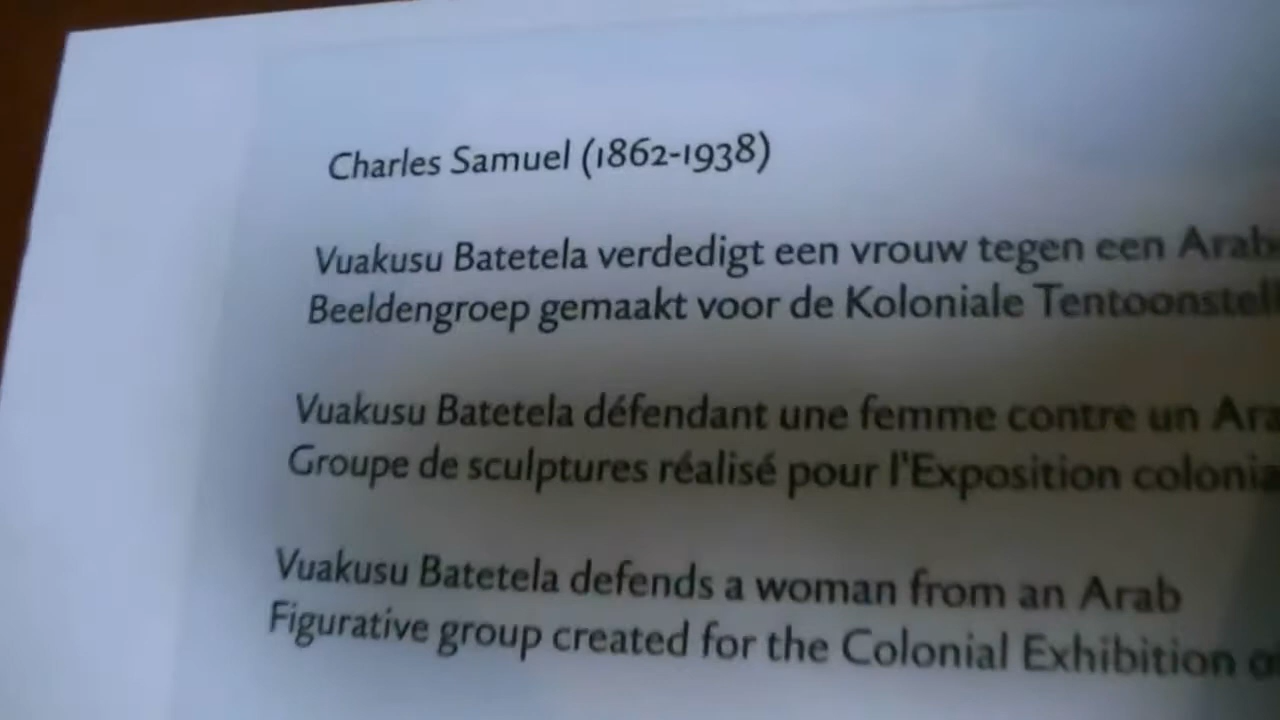 Charles Samuel (1862-1938)
Vuakusu Batetela verdedigt een vrouw tegen een
Beeldengroep gemaakt voor de Koloniale
Vuakusu Batetela défendant une femme contre un
Groupe de sculptures réalisé pour l'Exposition
Vuakusu Batetela defends a woman from an Arab
Figurative group created for the Colonial Exhibition